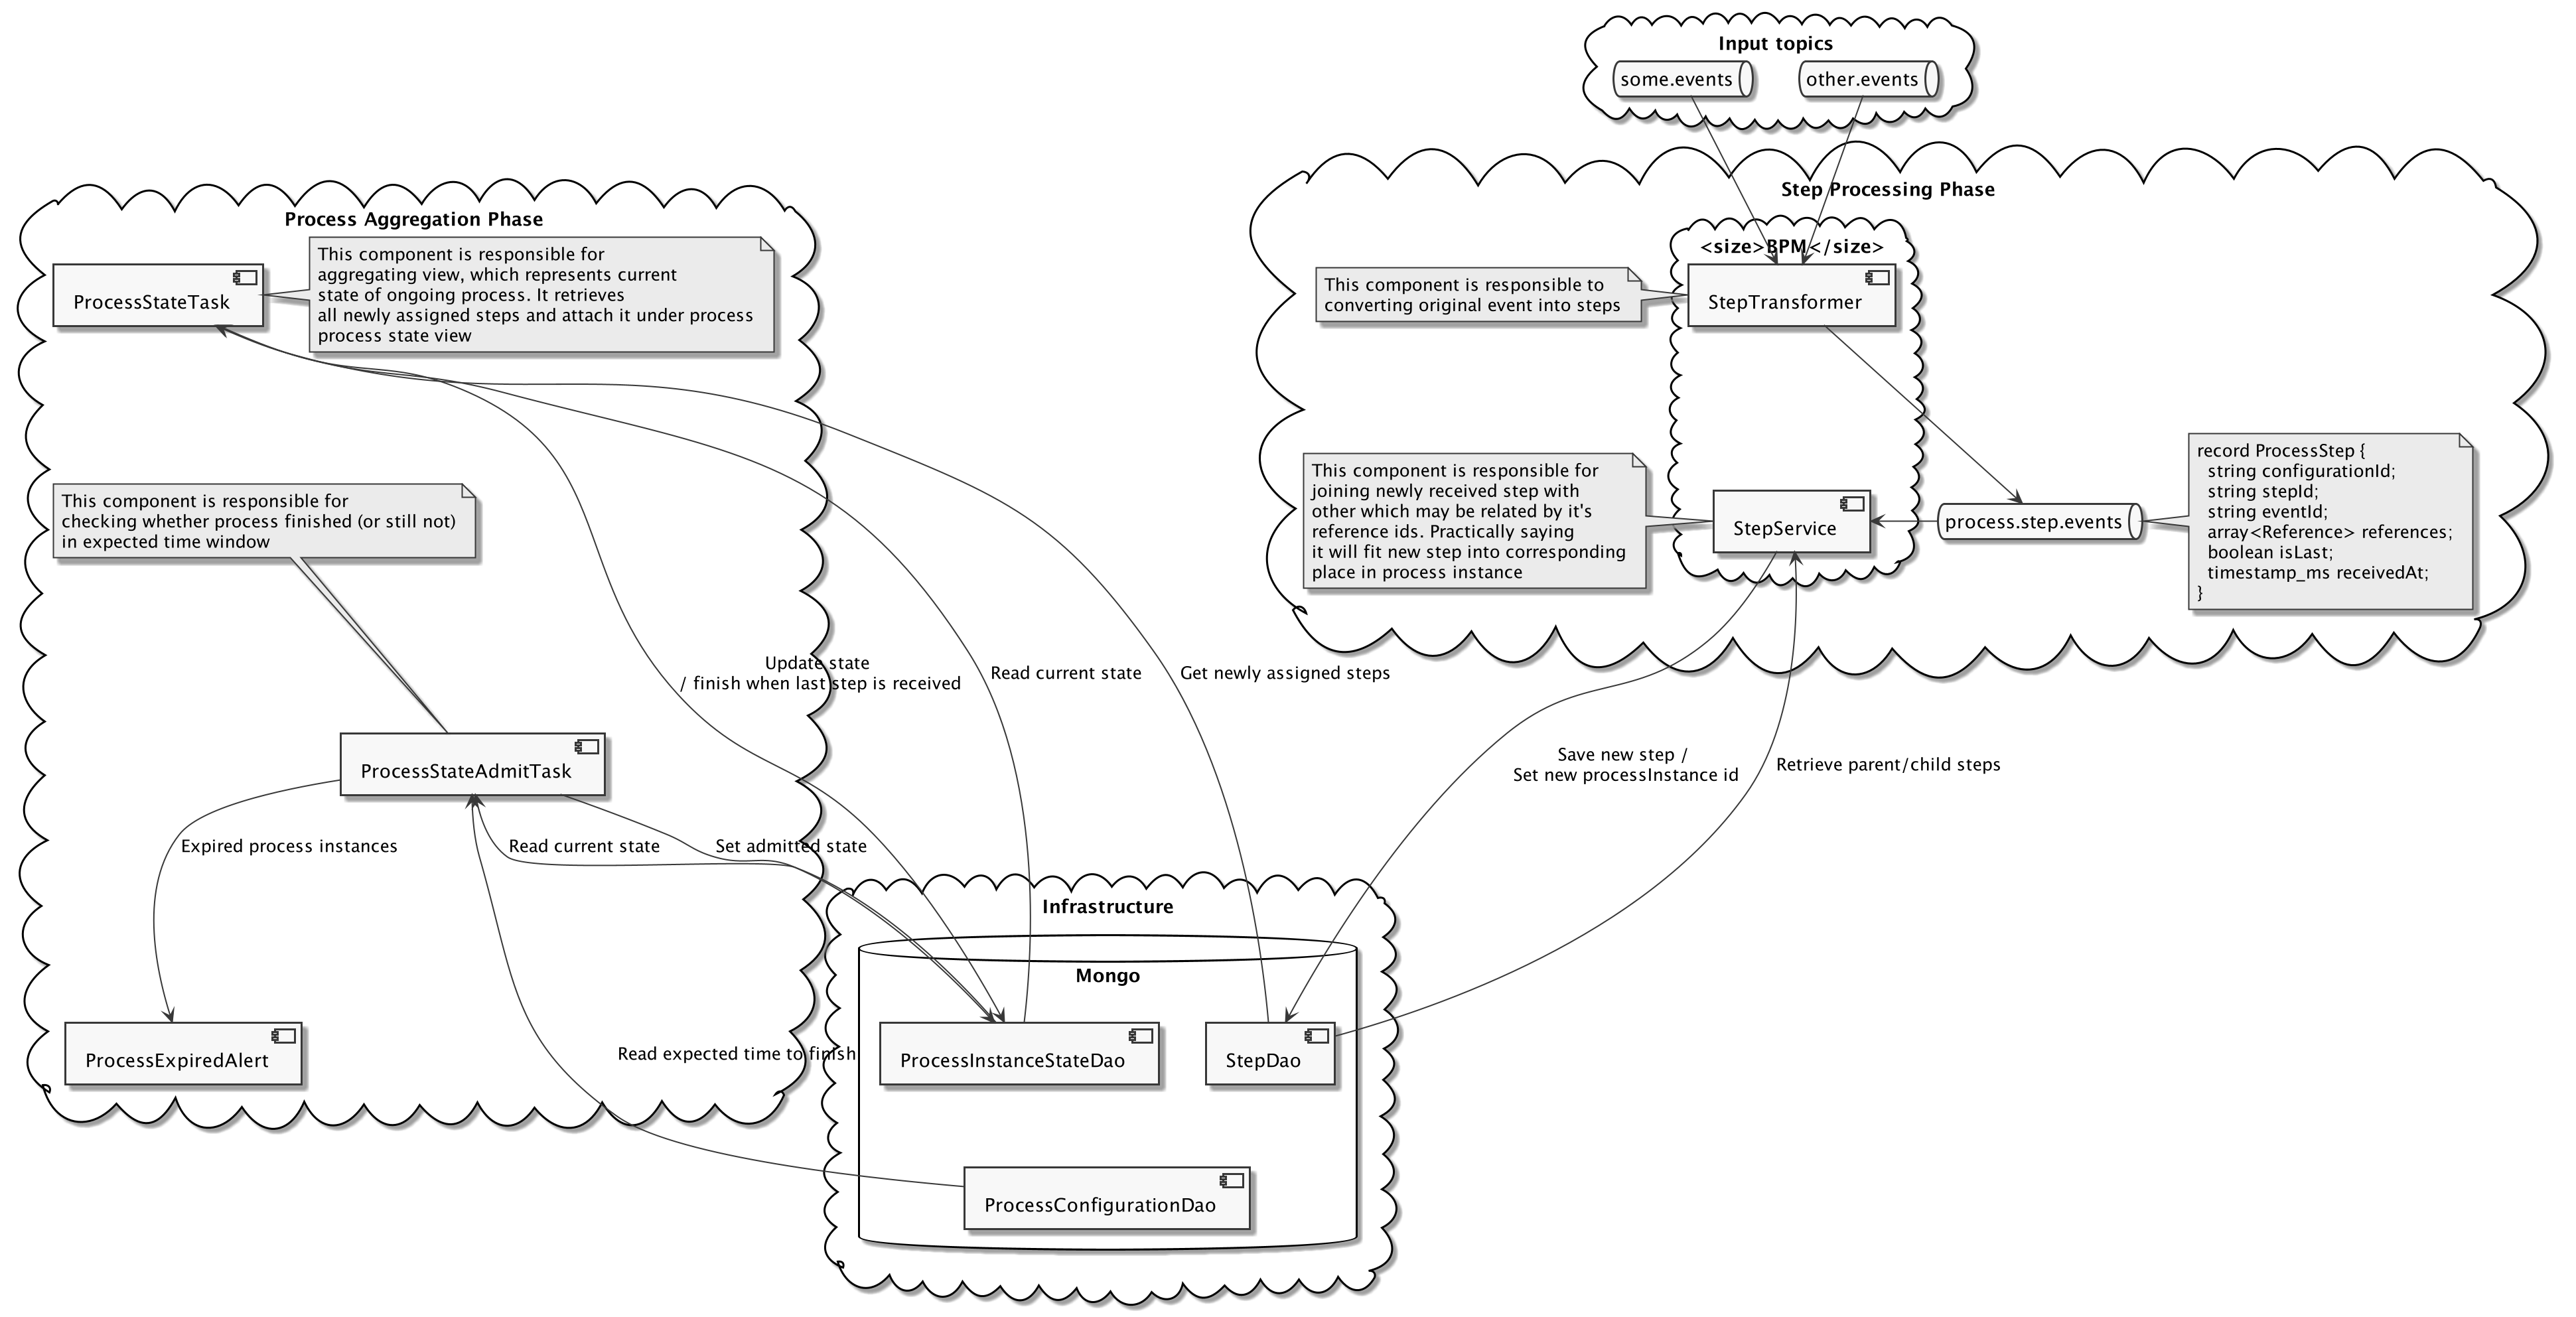 Input topics
some.events
other.events
Step Processing Phase
<size>BPM</size>
StepTransformer
This component is responsible to
converting original event into steps
This component is responsible for
joining newly received step with
other which may be related by it's
reference ids. Practically saying
it will fit new step into corresponding
place in process instance
StepService
process.step.events
record ProcessStep {
string configurationId;
string stepId;
string eventId;
array<Reference> references;
boolean isLast;
timestamp_ms receivedAt;
}
Process Aggregation Phase
ProcessStateTask
This component is responsible for
aggregating view, which represents current
state of ongoing process. It retrieves
all newly assigned steps and attach it under process
process state view
This component is responsible for
checking whether process finished (or still not)
in expected time window
ProcessStateAdmitTask
ProcessExpiredAlert
Update state
/ finish when last step is received
Read current state
Get newly assigned steps
Save new step /
Set new processInstance id
Retrieve parent/child steps
Expired process instances
Read current state
Set admitted state
Read expected time to finish
Infrastructure
Mongo
ProcessInstanceStateDao
StepDao
ProcessConfigurationDao